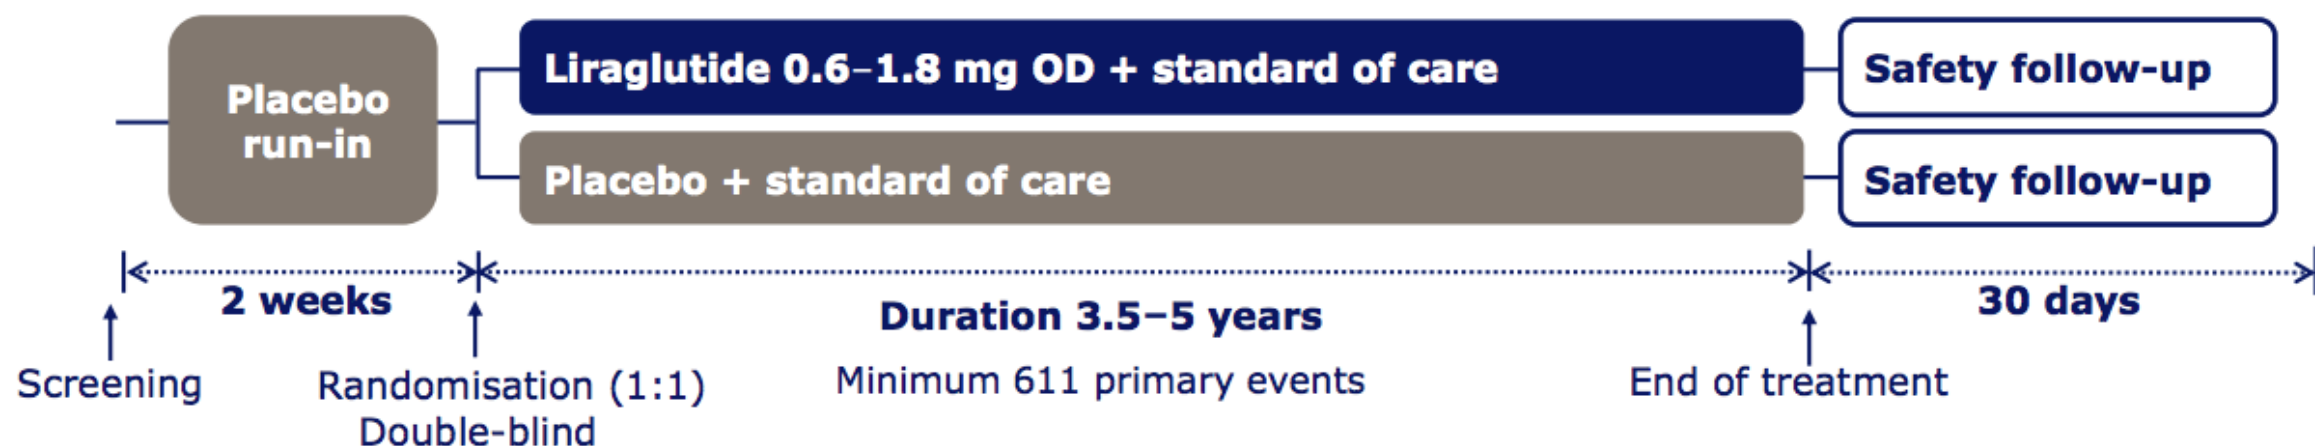 Placebo
run-in
Liraglutide 0.6–1.8 mg OD + standard of care
Safety follow-up
Placebo + standard of care
Safety follow-up
2 weeks
Duration 3.5–5 years
30 days
Screening
Randomisation (1:1)
Double-blind
Minimum 611 primary events
End of treatment